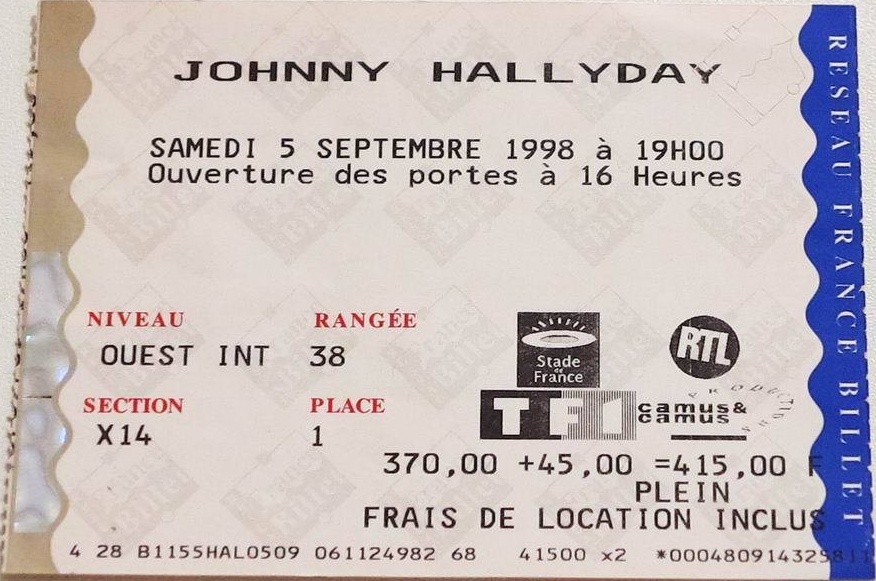 JOHNNY HALLYDAY
SAMEDI 5 SEPTEMBRE 1998 à 19H00
Ouverture des portes à 16 Heures
NIVEAU RANGÉE
OUEST INT 38
SECTION PLACE
X14 1
Stade
de
France
RTL
TF1
camus&
camus
PRODUCTIONS
370,00 +45,00 =415,00 F
PLEIN
FRAIS DE LOCATION INCLUS
4 28 B1155HAL0509 061124982 68 41500 x2 *000480914325811
RESEAU FRANCE BILLET